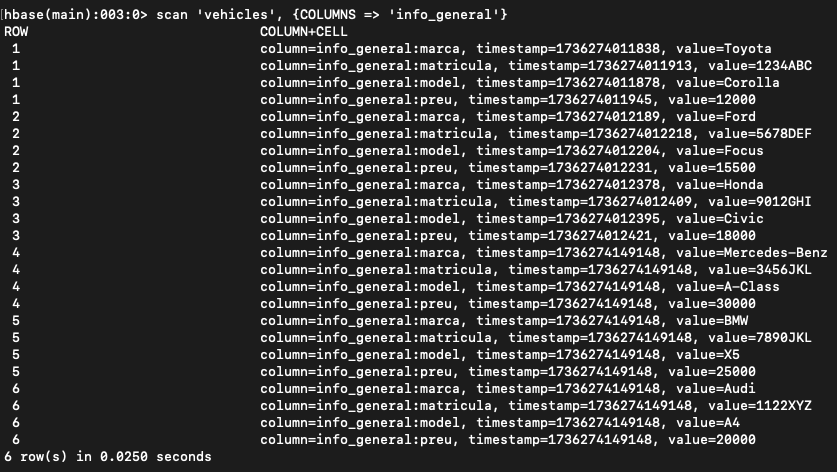 hbase(main):003:0> scan 'vehicles', {COLUMNS => 'info_general'}
ROW COLUMN+CELL
1 column=info_general:marca, timestamp=1736274011838, value=Toyota
1 column=info_general:matricula, timestamp=1736274011913, value=1234ABC
1 column=info_general:model, timestamp=1736274011878, value=Corolla
1 column=info_general:preu, timestamp=1736274011945, value=12000
2 column=info_general:marca, timestamp=1736274012189, value=Ford
2 column=info_general:matricula, timestamp=1736274012218, value=5678DEF
2 column=info_general:model, timestamp=1736274012204, value=Focus
2 column=info_general:preu, timestamp=1736274012231, value=15500
3 column=info_general:marca, timestamp=1736274012378, value=Honda
3 column=info_general:matricula, timestamp=1736274012409, value=9012GHI
3 column=info_general:model, timestamp=1736274012395, value=Civic
3 column=info_general:preu, timestamp=1736274012421, value=18000
4 column=info_general:marca, timestamp=1736274149148, value=Mercedes-Benz
4 column=info_general:matricula, timestamp=1736274149148, value=3456JKL
4 column=info_general:model, timestamp=1736274149148, value=A-Class
4 column=info_general:preu, timestamp=1736274149148, value=30000
5 column=info_general:marca, timestamp=1736274149148, value=BMW
5 column=info_general:matricula, timestamp=1736274149148, value=7890JKL
5 column=info_general:model, timestamp=1736274149148, value=X5
5 column=info_general:preu, timestamp=1736274149148, value=25000
6 column=info_general:marca, timestamp=1736274149148, value=Audi
6 column=info_general:matricula, timestamp=1736274149148, value=1122XYZ
6 column=info_general:model, timestamp=1736274149148, value=A4
6 column=info_general:preu, timestamp=1736274149148, value=20000
6 row(s) in 0.0250 seconds